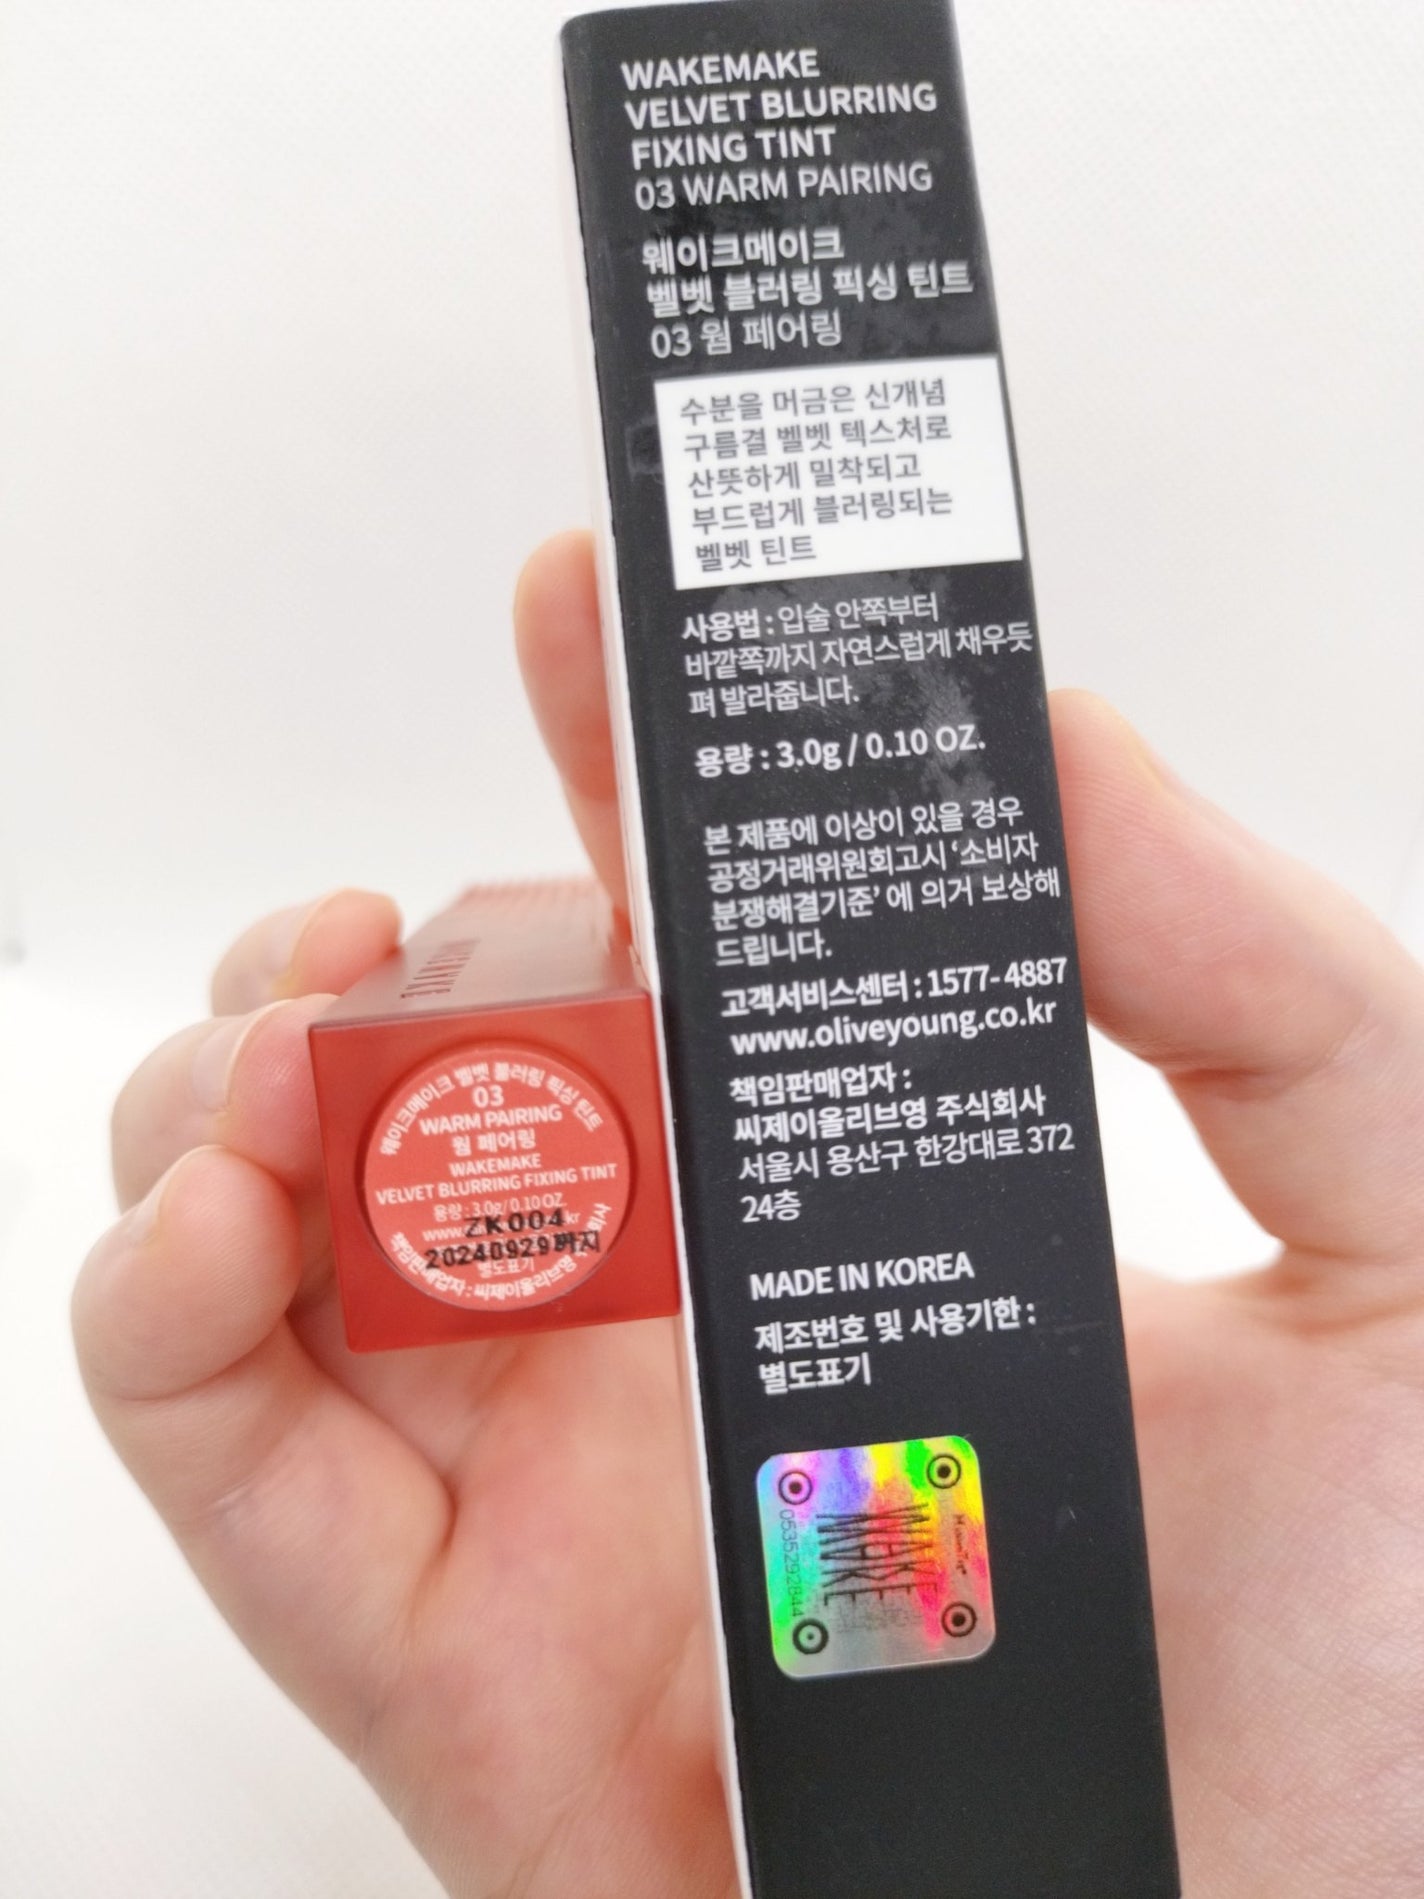 WAKEMAKE
VELVET BLURRING
FIXING TINT
03 WARM PAIRING
웨이크메이크
벨벳 블러링 픽싱 틴트
03 웜 페어링
수분을 머금은 신개념
구름결 벨벳 텍스처로
산뜻하게 밀착되고
부드럽게 블러링되는
벨벳 틴트
사용법 : 입술 안쪽부터
바깥쪽까지 자연스럽게 채우듯
펴 발라줍니다.
용량 : 3.0g / 0.10 OZ.
본 제품에 이상이 있을 경우
공정거래위원회고시 ‘소비자
분쟁해결기준’ 에 의거 보상해
드립니다.
고객서비스센터 : 1577-4887
www.oliveyoung.co.kr
책임판매업자 :
씨제이올리브영 주식회사
서울시 용산구 한강대로 372
24층
MADE IN KOREA
제조번호 및 사용기한 :
별도표기
WAKE
MAKE
0535292844
웨이크메이크 벨벳 블러링 픽싱 틴트
03
WARM PAIRING
웜 페어링
WAKEMAKE
VELVET BLURRING FIXING TINT
용량 : 3.0g/0.10 OZ.
ZK004
20240929까지
별도표기
책임판매업자 : 씨제이올리브영